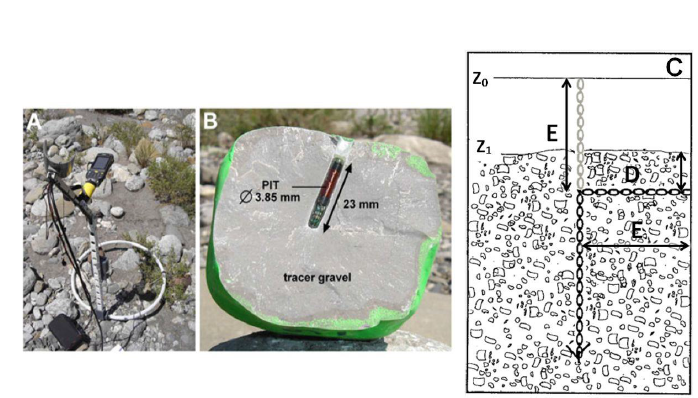 A
B
PIT
Ø 3.85 mm
23 mm
tracer gravel
C
Z₀
E
Z₁
D
E